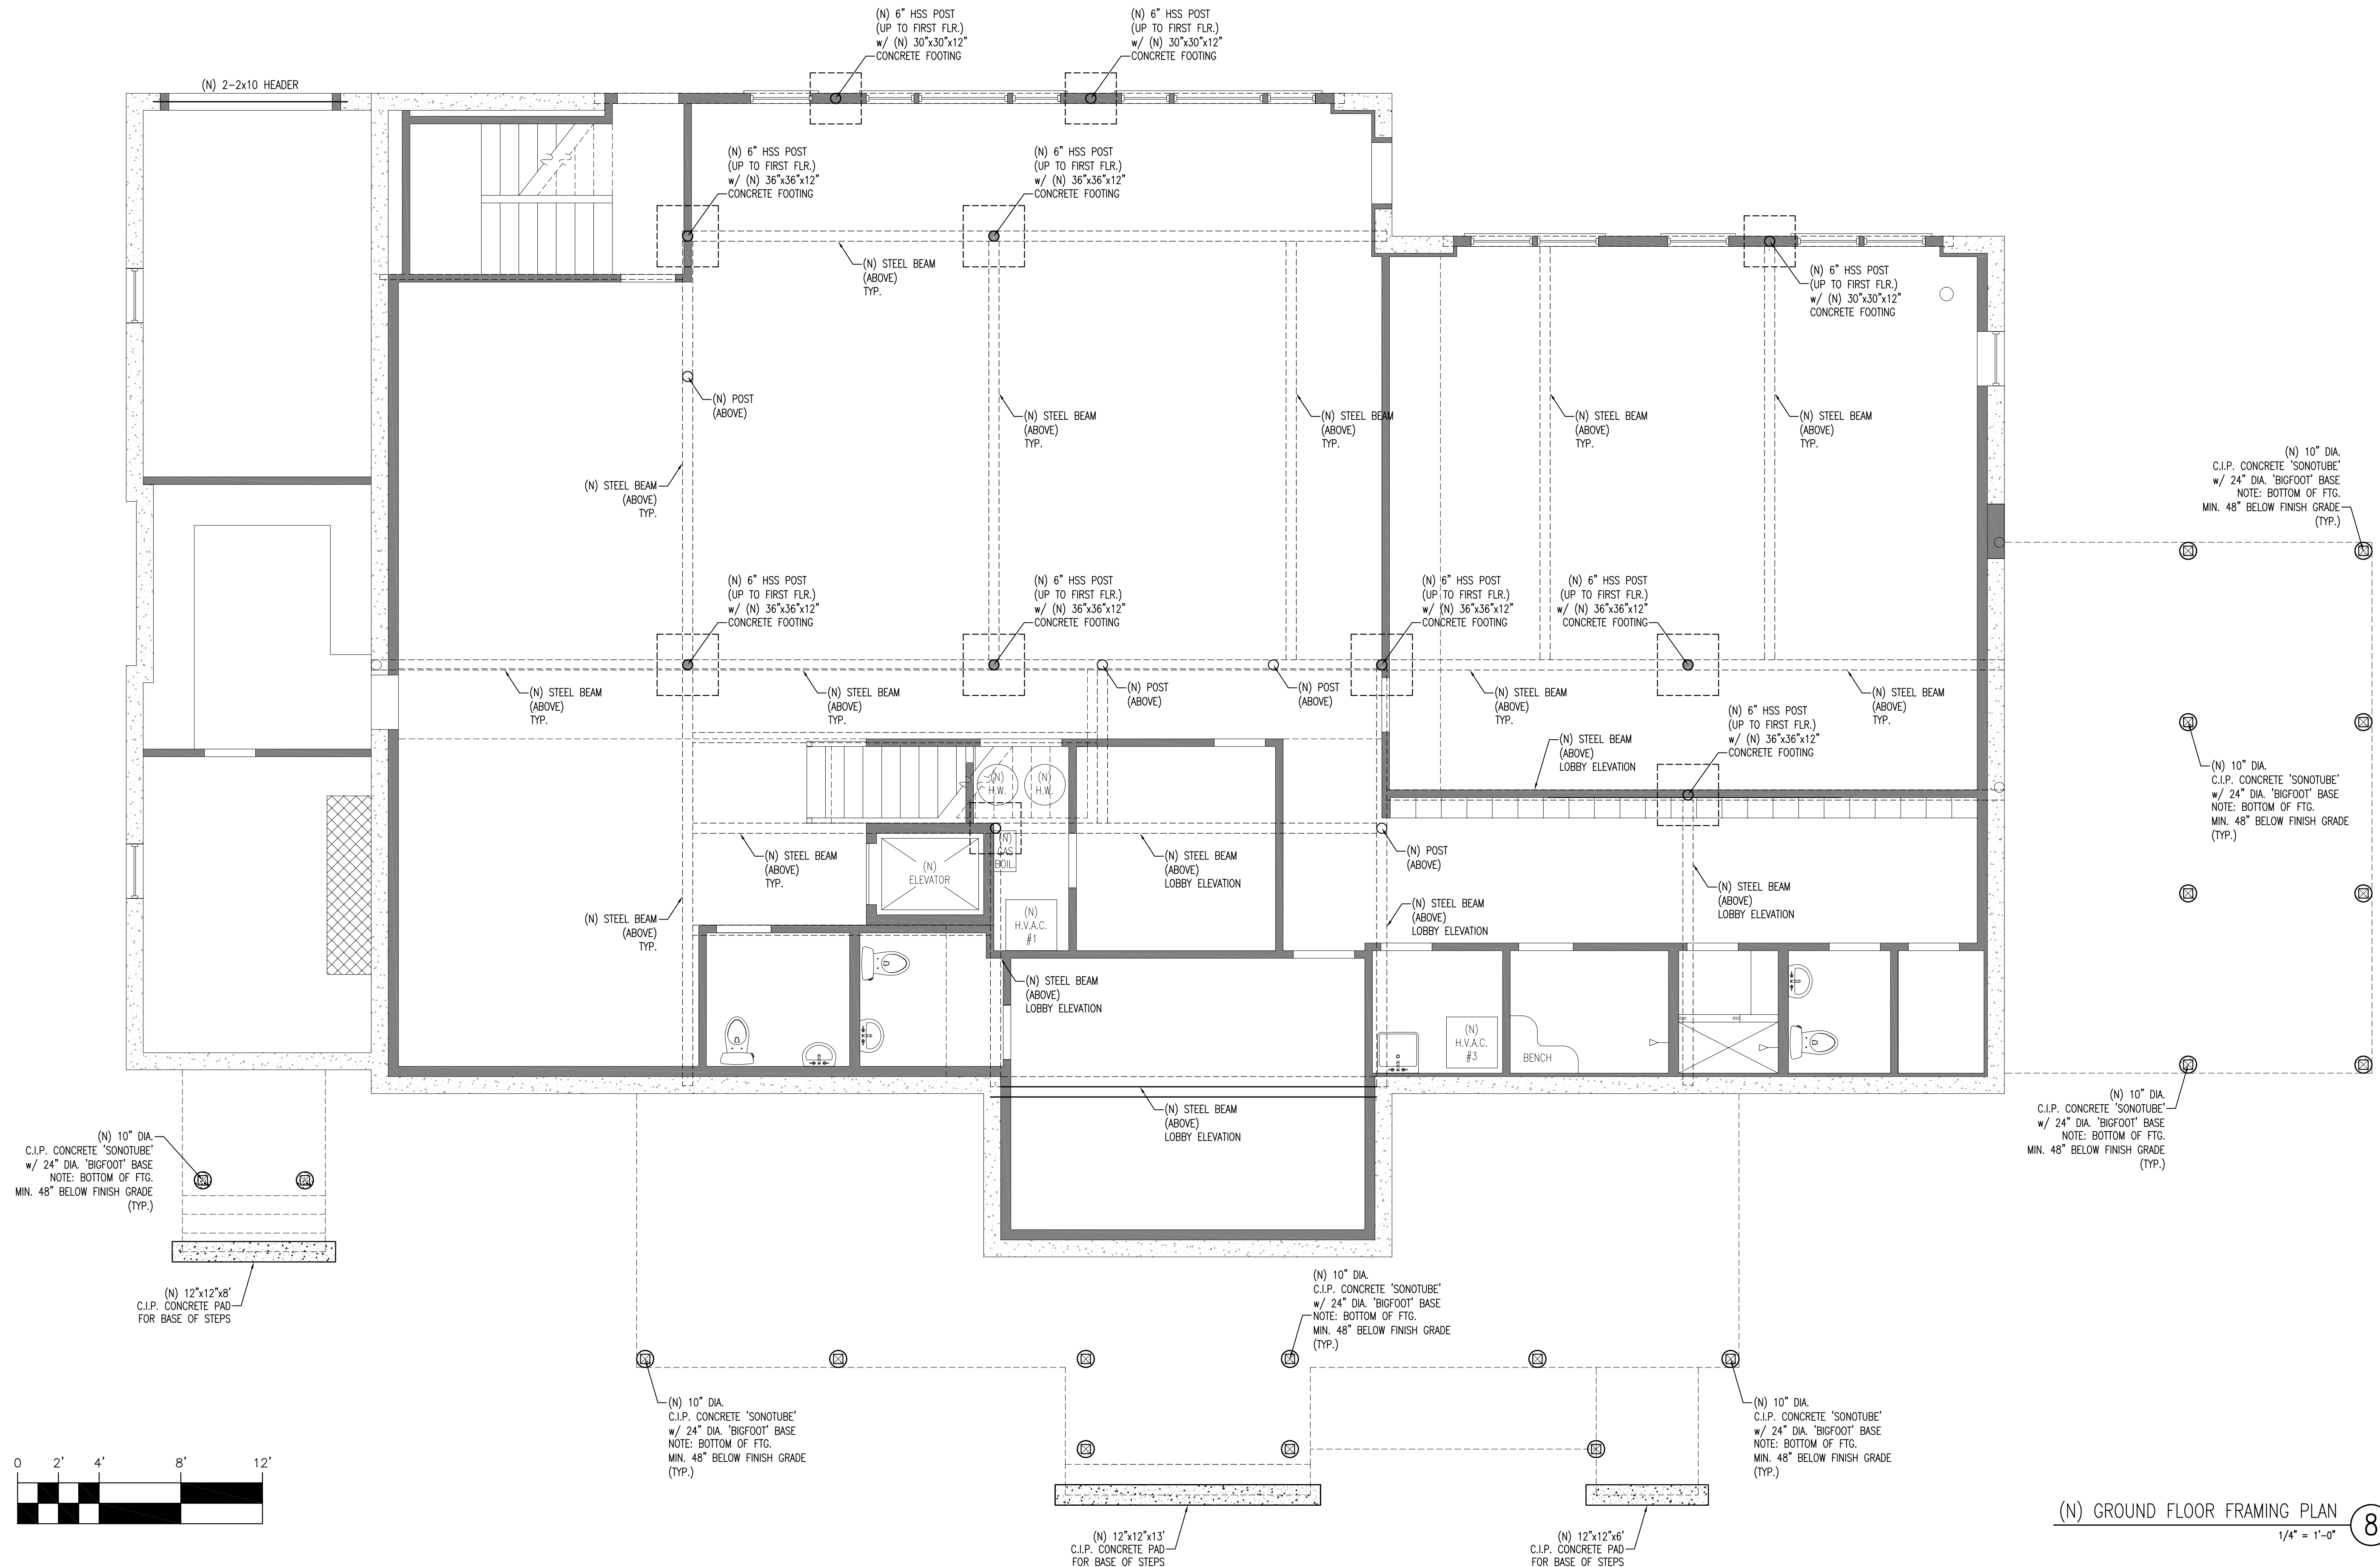 (N) 6" HSS POST
(UP TO FIRST FLR.)
w/ (N) 30"x30"x12"
CONCRETE FOOTING
(N) 6" HSS POST
(UP TO FIRST FLR.)
w/ (N) 30"x30"x12"
CONCRETE FOOTING
(N) 2-2x10 HEADER
(N) 6" HSS POST
(UP TO FIRST FLR.)
w/ (N) 36"x36"x12"
CONCRETE FOOTING
(N) 6" HSS POST
(UP TO FIRST FLR.)
w/ (N) 36"x36"x12"
CONCRETE FOOTING
(N) STEEL BEAM
(ABOVE)
TYP.
(N) 6" HSS POST
(UP TO FIRST FLR.)
w/ (N) 30"x30"x12"
CONCRETE FOOTING
(N) POST
(ABOVE)
(N) STEEL BEAM
(ABOVE)
TYP.
(N) STEEL BEAM
(ABOVE)
TYP.
(N) STEEL BEAM
(ABOVE)
TYP.
(N) STEEL BEAM
(ABOVE)
TYP.
(N) STEEL BEAM
(ABOVE)
TYP.
(N) 10" DIA.
C.I.P. CONCRETE 'SONOTUBE'
w/ 24" DIA. 'BIGFOOT' BASE
NOTE: BOTTOM OF FTG.
MIN. 48" BELOW FINISH GRADE
(TYP.)
(N) 6" HSS POST
(UP TO FIRST FLR.)
w/ (N) 36"x36"x12"
CONCRETE FOOTING
(N) 6" HSS POST
(UP TO FIRST FLR.)
w/ (N) 36"x36"x12"
CONCRETE FOOTING
(N) 6" HSS POST
(UP TO FIRST FLR.)
w/ (N) 36"x36"x12"
CONCRETE FOOTING
(N) 6" HSS POST
(UP TO FIRST FLR.)
w/ (N) 36"x36"x12"
CONCRETE FOOTING
(N) STEEL BEAM
(ABOVE)
TYP.
(N) STEEL BEAM
(ABOVE)
TYP.
(N) POST
(ABOVE)
(N) POST
(ABOVE)
(N) STEEL BEAM
(ABOVE)
TYP.
(N) STEEL BEAM
(ABOVE)
TYP.
(N) 6" HSS POST
(UP TO FIRST FLR.)
w/ (N) 36"x36"x12"
CONCRETE FOOTING
(N) STEEL BEAM
(ABOVE)
LOBBY ELEVATION
(N) 10" DIA.
C.I.P. CONCRETE 'SONOTUBE'
w/ 24" DIA. 'BIGFOOT' BASE
NOTE: BOTTOM OF FTG.
MIN. 48" BELOW FINISH GRADE
(TYP.)
(N)
H.W.
(N)
H.W.
(N)
GAS
BOIL.
(N) STEEL BEAM
(ABOVE)
TYP.
(N)
ELEVATOR
(N) STEEL BEAM
(ABOVE)
LOBBY ELEVATION
(N) POST
(ABOVE)
(N) STEEL BEAM
(ABOVE)
LOBBY ELEVATION
(N) STEEL BEAM
(ABOVE)
LOBBY ELEVATION
(N) STEEL BEAM
(ABOVE)
TYP.
(N)
H.V.A.C.
#1
(N) STEEL BEAM
(ABOVE)
LOBBY ELEVATION
(N)
H.V.A.C.
#3
BENCH
(N) STEEL BEAM
(ABOVE)
LOBBY ELEVATION
(N) 10" DIA.
C.I.P. CONCRETE 'SONOTUBE'
w/ 24" DIA. 'BIGFOOT' BASE
NOTE: BOTTOM OF FTG.
MIN. 48" BELOW FINISH GRADE
(TYP.)
(N) 10" DIA.
C.I.P. CONCRETE 'SONOTUBE'
w/ 24" DIA. 'BIGFOOT' BASE
NOTE: BOTTOM OF FTG.
MIN. 48" BELOW FINISH GRADE
(TYP.)
(N) 12"x12"x8'
C.I.P. CONCRETE PAD
FOR BASE OF STEPS
(N) 10" DIA.
C.I.P. CONCRETE 'SONOTUBE'
w/ 24" DIA. 'BIGFOOT' BASE
NOTE: BOTTOM OF FTG.
MIN. 48" BELOW FINISH GRADE
(TYP.)
(N) 10" DIA.
C.I.P. CONCRETE 'SONOTUBE'
w/ 24" DIA. 'BIGFOOT' BASE
NOTE: BOTTOM OF FTG.
MIN. 48" BELOW FINISH GRADE
(TYP.)
(N) 10" DIA.
C.I.P. CONCRETE 'SONOTUBE'
w/ 24" DIA. 'BIGFOOT' BASE
NOTE: BOTTOM OF FTG.
MIN. 48" BELOW FINISH GRADE
(TYP.)
0 2' 4' 8' 12'
(N) 12"x12"x13'
C.I.P. CONCRETE PAD
FOR BASE OF STEPS
(N) 12"x12"x6'
C.I.P. CONCRETE PAD
FOR BASE OF STEPS
(N) GROUND FLOOR FRAMING PLAN 8
1/4" = 1'-0"